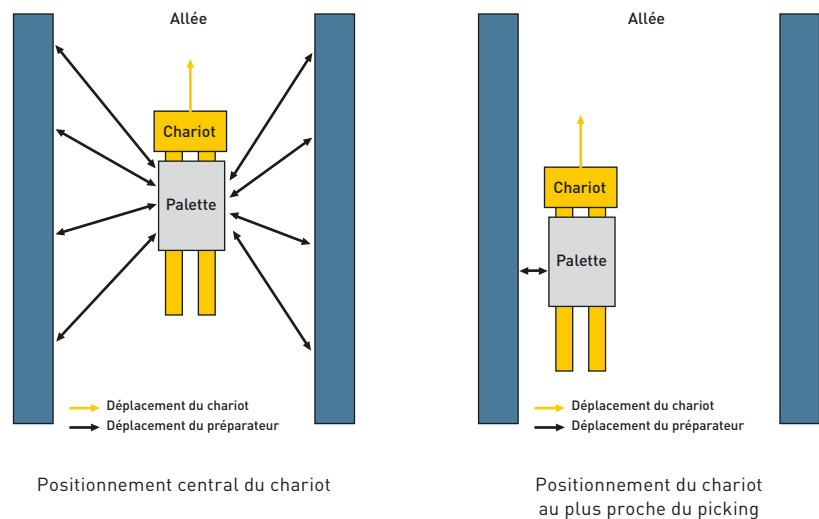 Allée
Chariot
Palette
Déplacement du chariot
Déplacement du préparateur
Positionnement central du chariot
Allée
Chariot
Palette
Déplacement du chariot
Déplacement du préparateur
Positionnement du chariot
au plus proche du picking